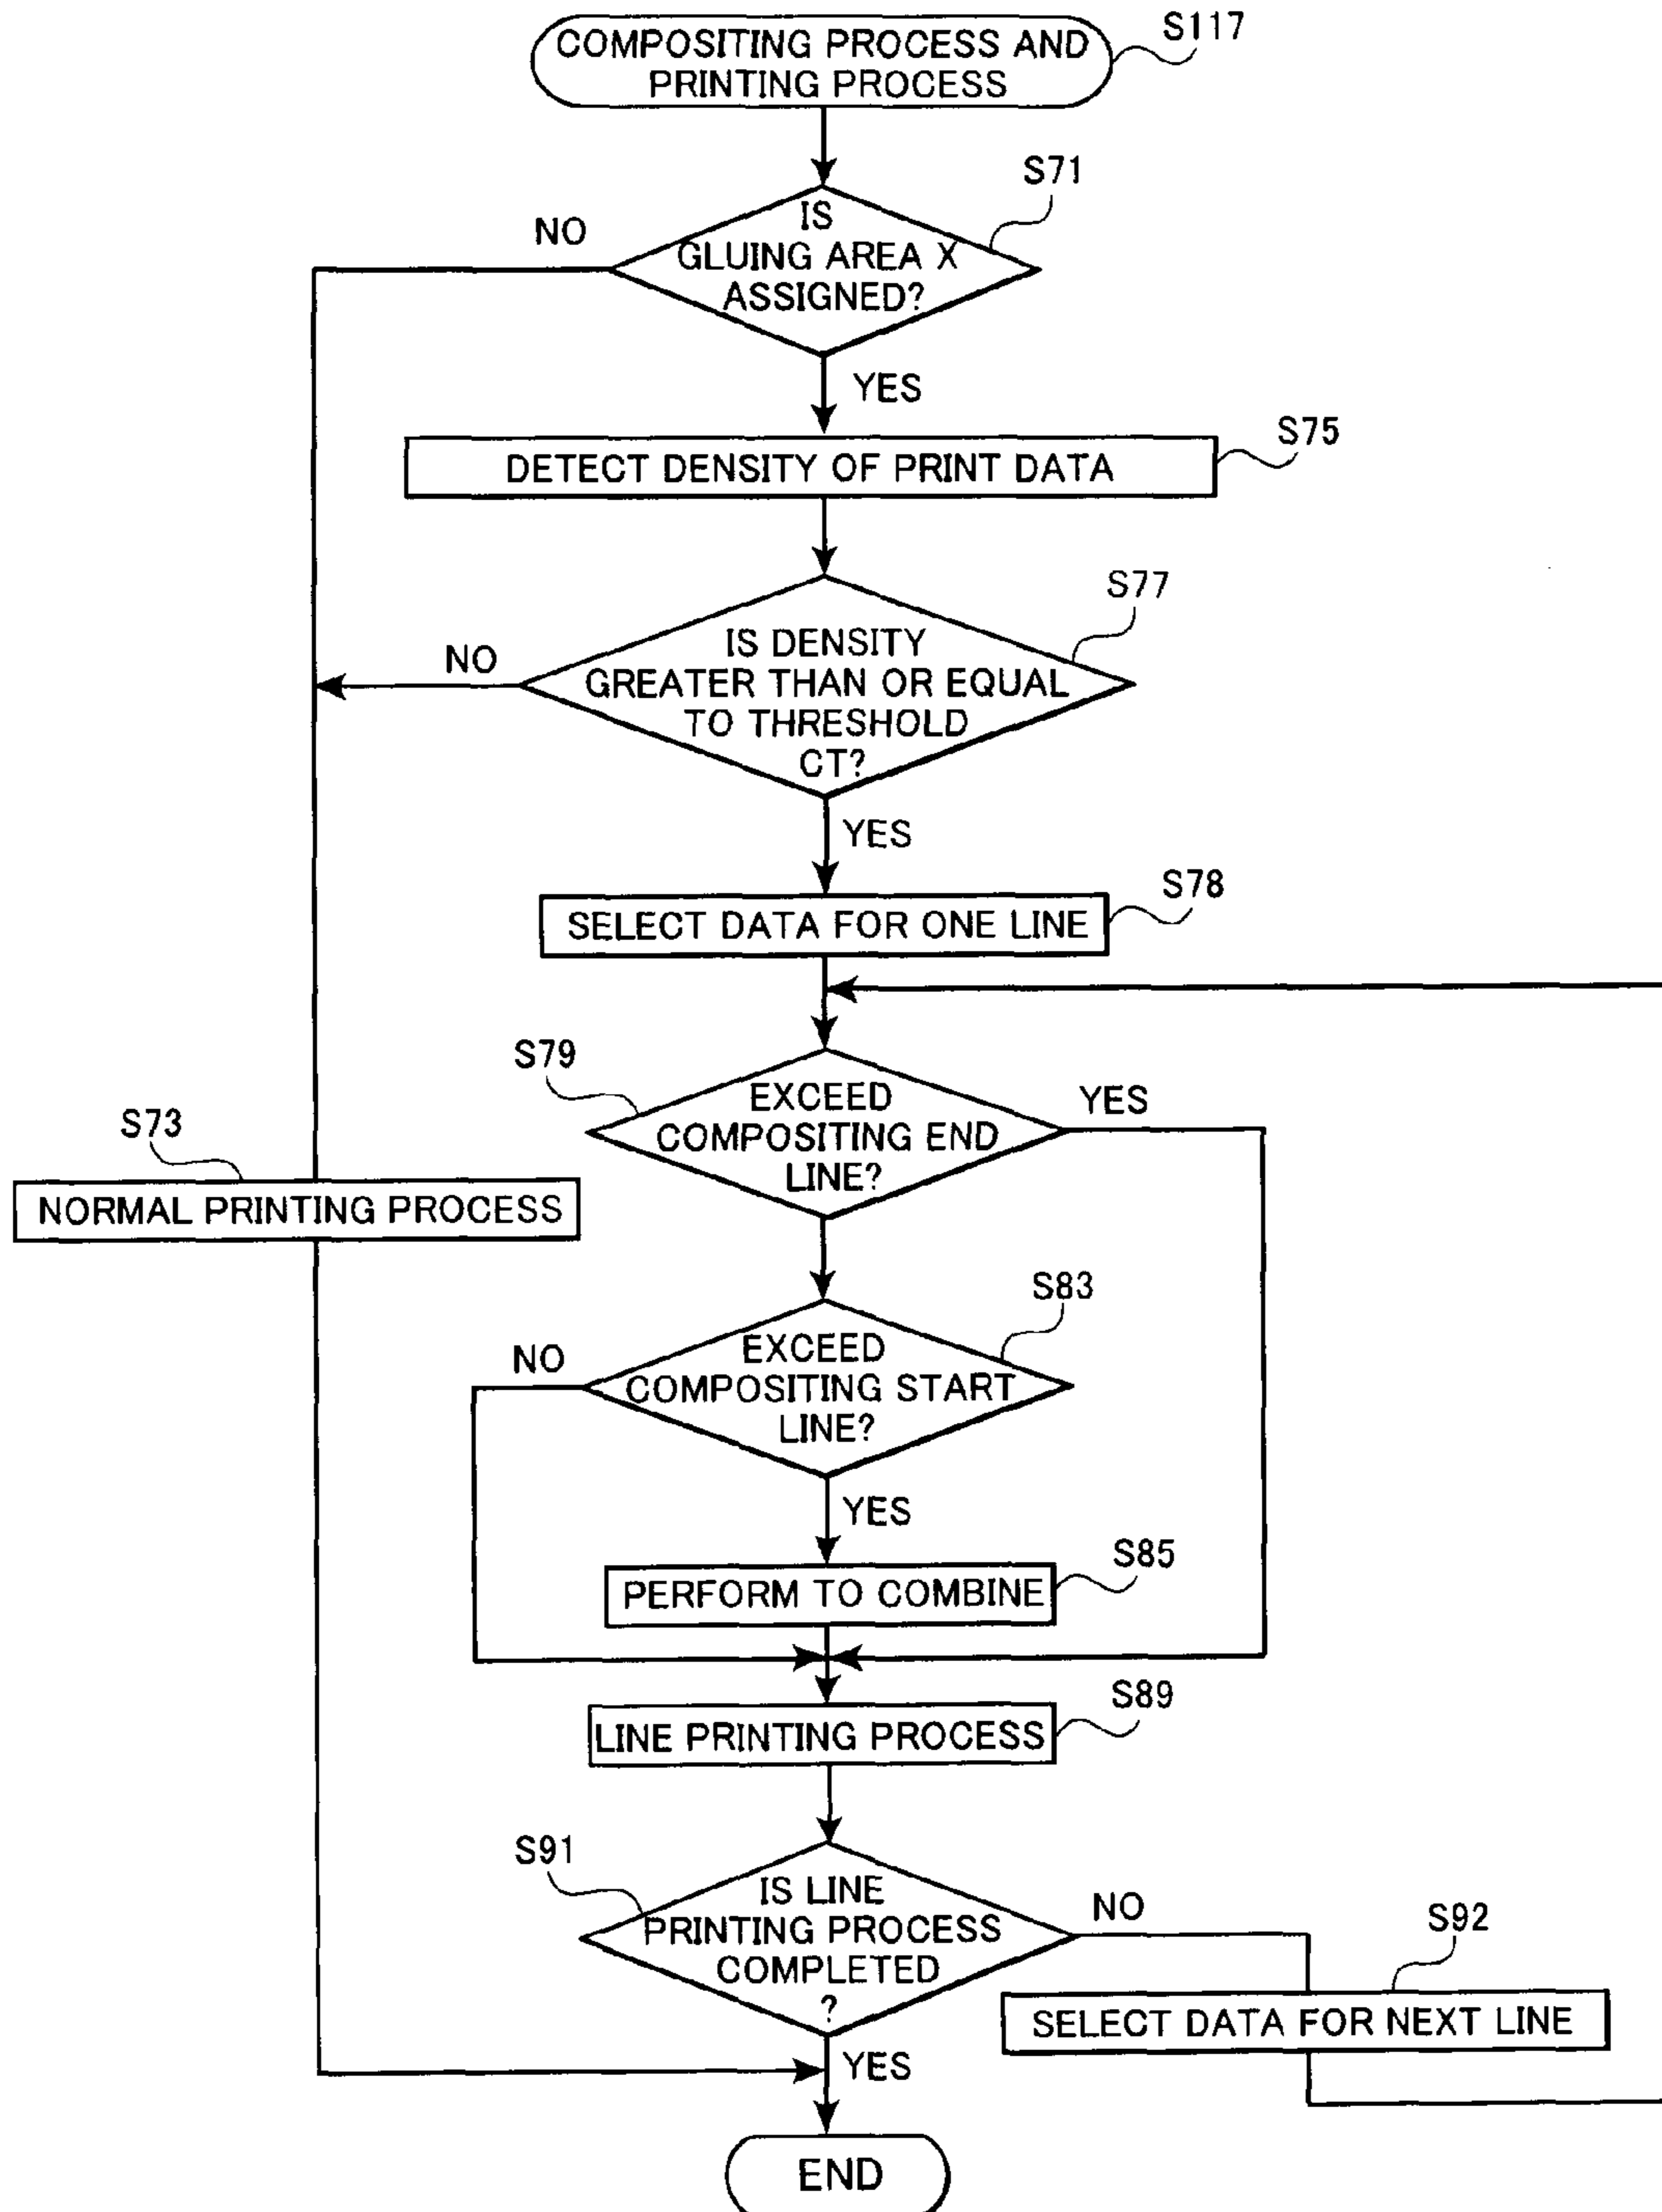 COMPOSITING PROCESS AND
PRINTING PROCESS
S117
IS
GLUING AREA X
ASSIGNED?
S71
NO
YES
DETECT DENSITY OF PRINT DATA
S75
IS DENSITY
GREATER THAN OR EQUAL
TO THRESHOLD
CT?
S77
NO
YES
SELECT DATA FOR ONE LINE
S78
EXCEED
COMPOSITING END
LINE?
S79
YES
S73
NORMAL PRINTING PROCESS
EXCEED
COMPOSITING START
LINE?
S83
NO
YES
PERFORM TO COMBINE
S85
LINE PRINTING PROCESS
S89
IS LINE
PRINTING PROCESS
COMPLETED
?
S91
NO
S92
SELECT DATA FOR NEXT LINE
YES
END